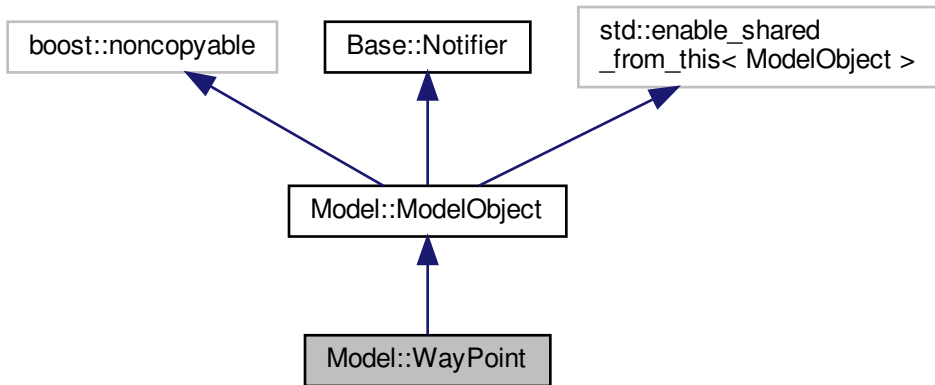 boost::noncopyable
Base::Notifier
std::enable_shared
_from_this< ModelObject >
Model::ModelObject
Model::WayPoint